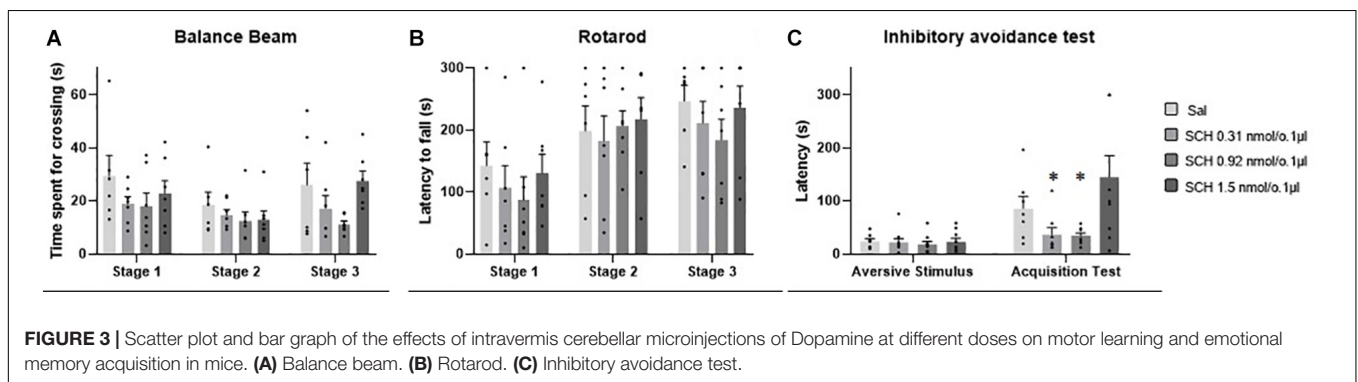 A Balance Beam
Time spent for crossing (s)
60
40
20
0
Stage 1 Stage 2 Stage 3
B Rotarod
Latency to fall (s)
300
200
100
0
Stage 1 Stage 2 Stage 3
C Inhibitory avoidance test
Latency (s)
300
200
100
0
* *
Aversive Stimulus Acquisition Test
Sal
SCH 0.31 nmol/o.1µl
SCH 0.92 nmol/o.1µl
SCH 1.5 nmol/o.1µl
FIGURE 3 | Scatter plot and bar graph of the effects of intravermis cerebellar microinjections of Dopamine at different doses on motor learning and emotional
memory acquisition in mice. (A) Balance beam. (B) Rotarod. (C) Inhibitory avoidance test.